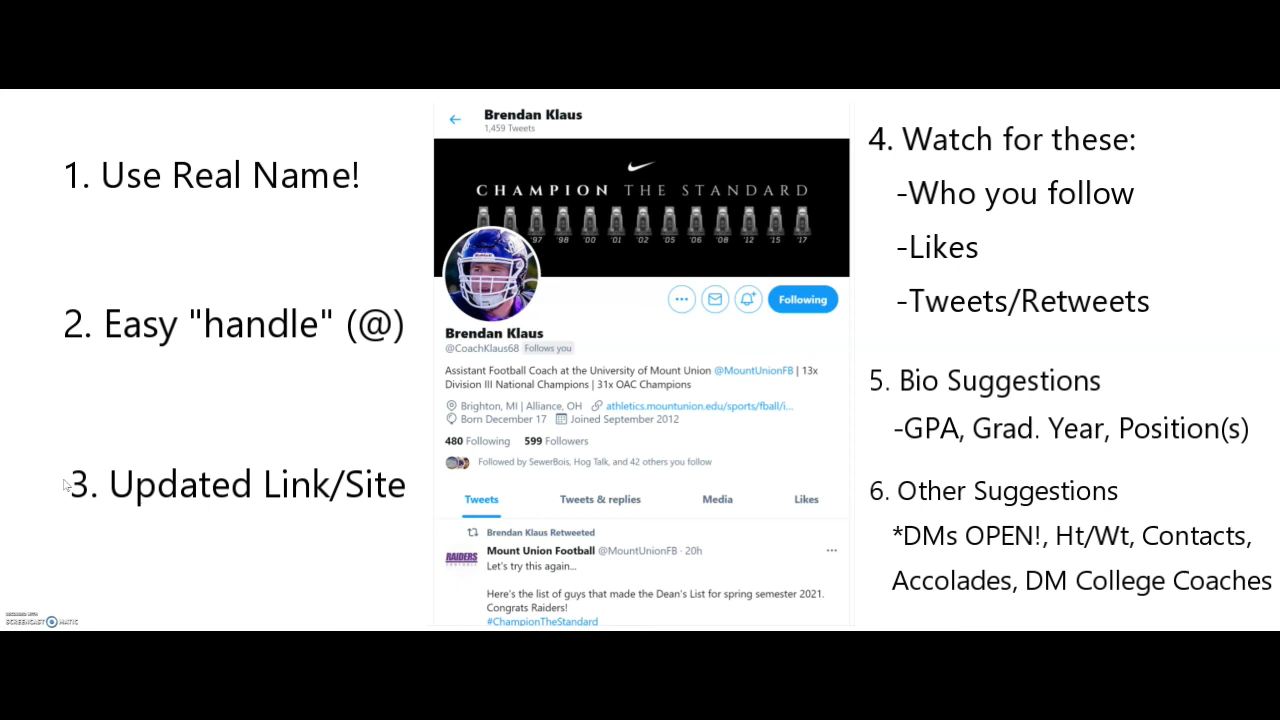 1. Use Real Name!
2. Easy "handle" (@)
3. Updated Link/Site
Brendan Klaus
1,459 Tweets
CHAMPION THE STANDARD
97 '98 '00 '01 '02 '05 '06 '08 '12 '15 '17
Following
Brendan Klaus
@CoachKlaus68 Follows you
Assistant Football Coach at the University of Mount Union @MountUnionFB | 13x
Division III National Champions | 31x OAC Champions
Brighton, MI | Alliance, OH athletics.mountunion.edu/sports/fball/i...
Born December 17 Joined September 2012
480 Following 599 Followers
Followed by SewerBois, Hog Talk, and 42 others you follow
Tweets Tweets & replies Media Likes
Brendan Klaus Retweeted
Mount Union Football @MountUnionFB · 20h
RAIDERS
Let's try this again...
Here's the list of guys that made the Dean's List for spring semester 2021.
Congrats Raiders!
#ChampionTheStandard
4. Watch for these:
-Who you follow
-Likes
-Tweets/Retweets
5. Bio Suggestions
-GPA, Grad. Year, Position(s)
6. Other Suggestions
*DMs OPEN!, Ht/Wt, Contacts,
Accolades, DM College Coaches
RECORDED WITH
SCREENCAST MATIC